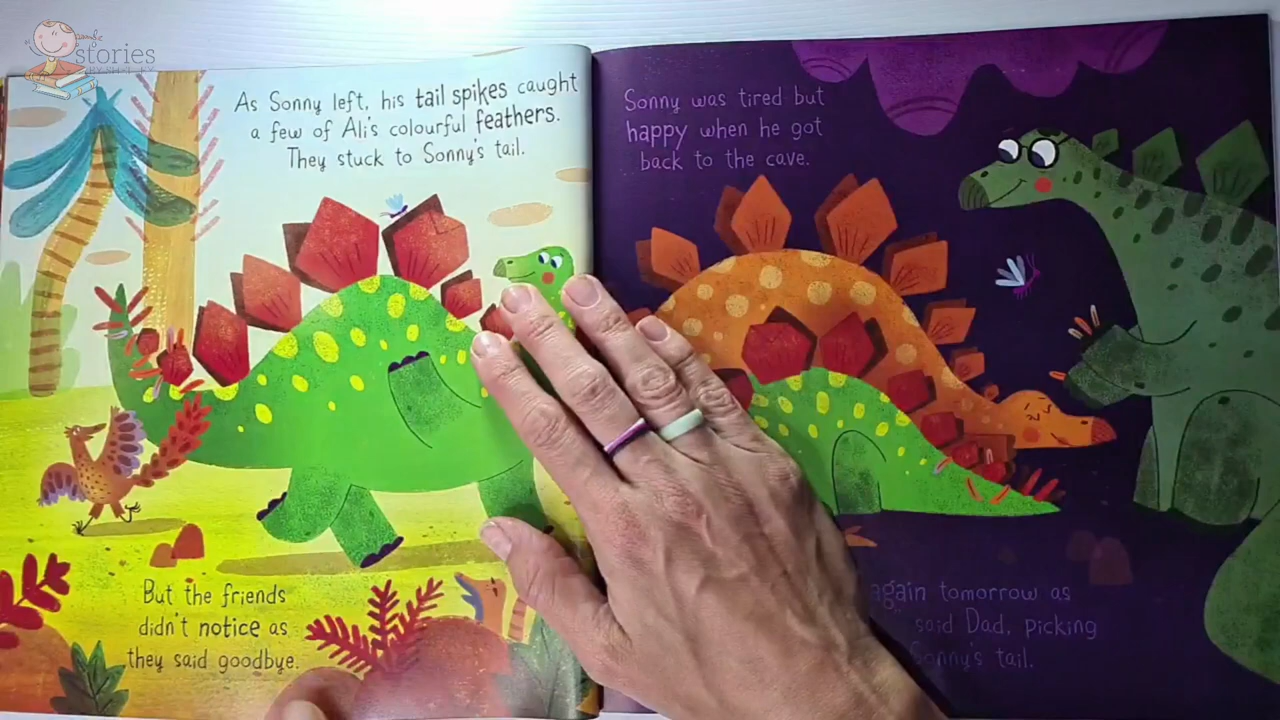 stories
As Sonny left, his tail spikes caught
a few of Ali's colourful feathers.
They stuck to Sonny's tail.
But the friends
didn't notice as
they said goodbye.
Sonny was tired but
happy when he got
back to the cave.
again tomorrow as
said Dad, picking
Sonny's tail.